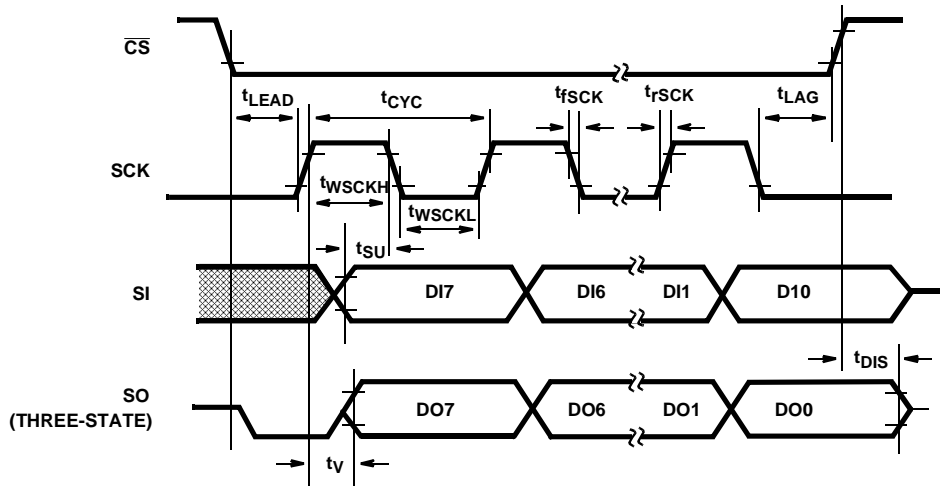 CS
tLEAD
tCYC
tfSCK
trSCK
tLAG
SCK
tWSCKH
tWSCKL
tSU
SI
DI7
DI6
DI1
D10
tDIS
SO
(THREE-STATE)
DO7
DO6
DO1
DO0
tV